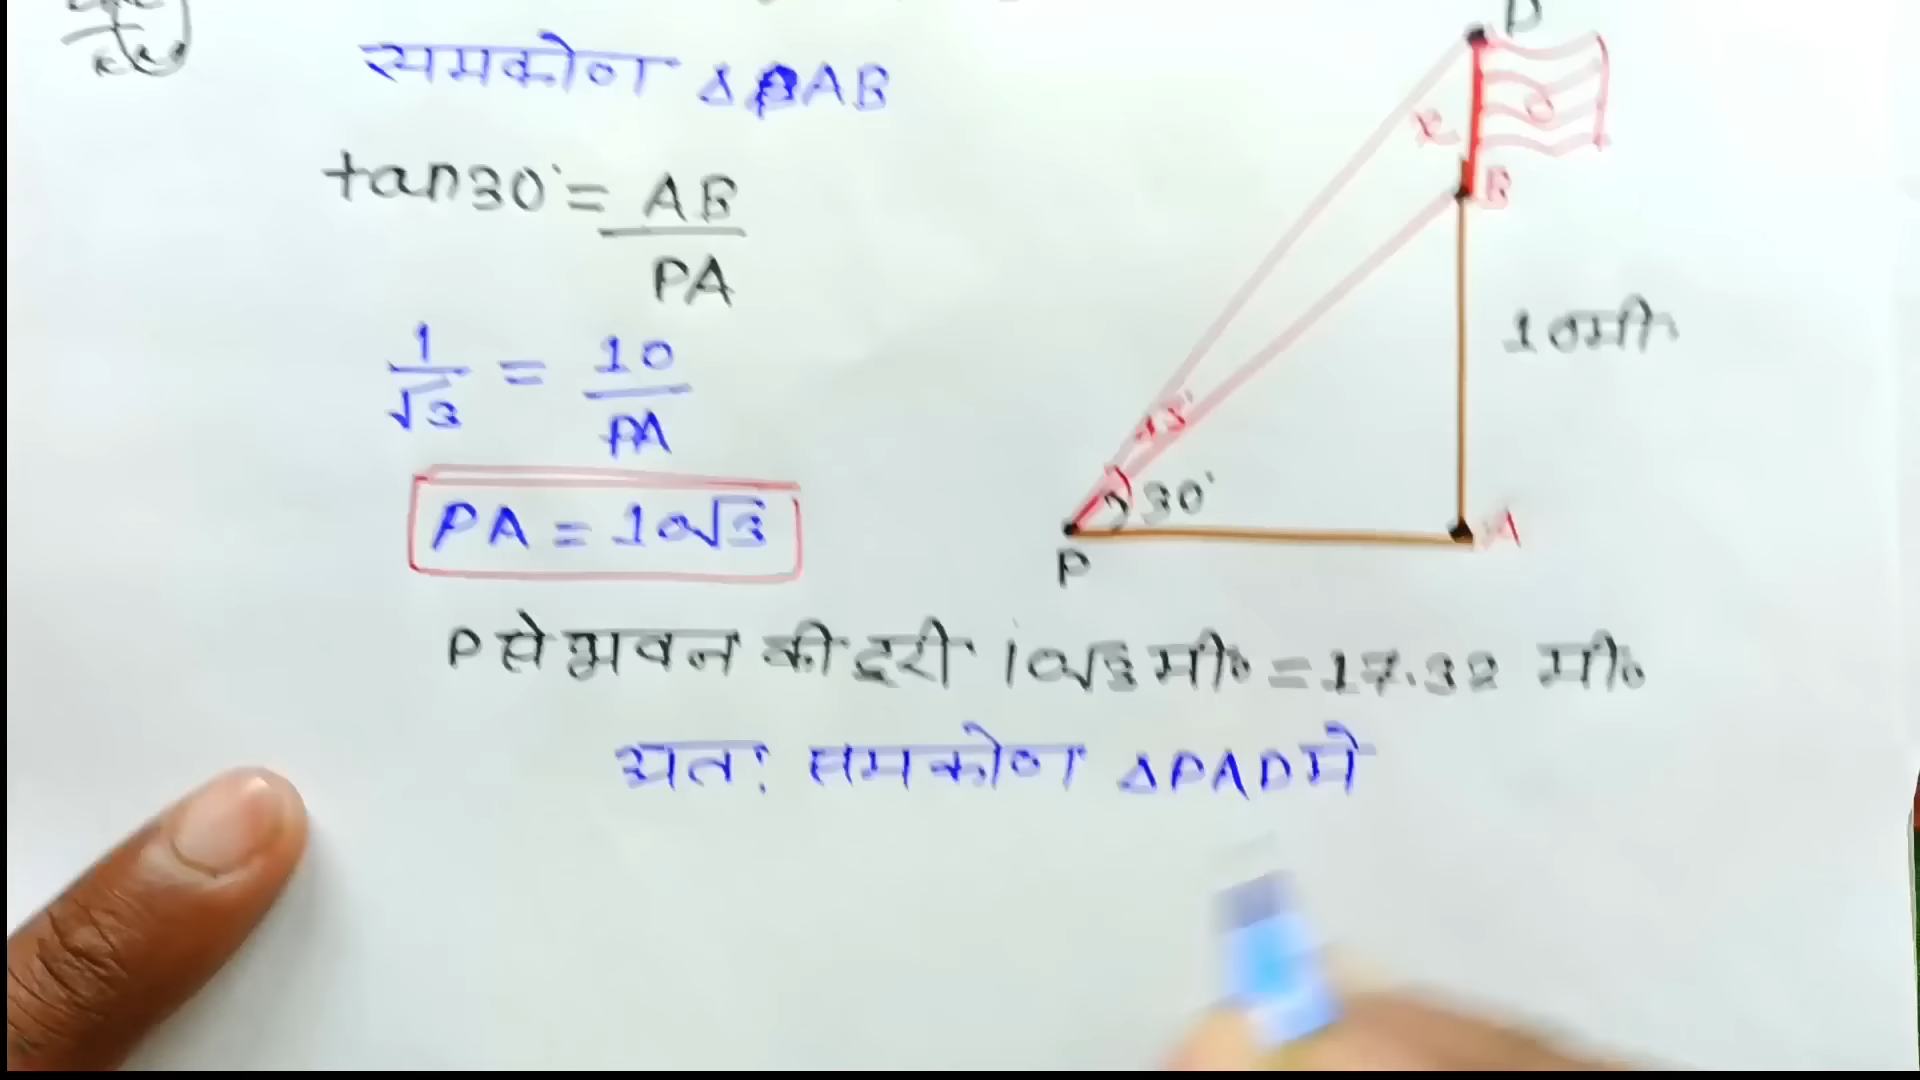 समकोण ΔPAB
tan30° = AB
PA
1/√3 = 10/PA
PA = 10√3
P से भवन की दूरी 10√3 मी० = 17.32 मी०
अतः समकोण ΔPAD में
D
x
B
10मी०
45°
30°
P
A